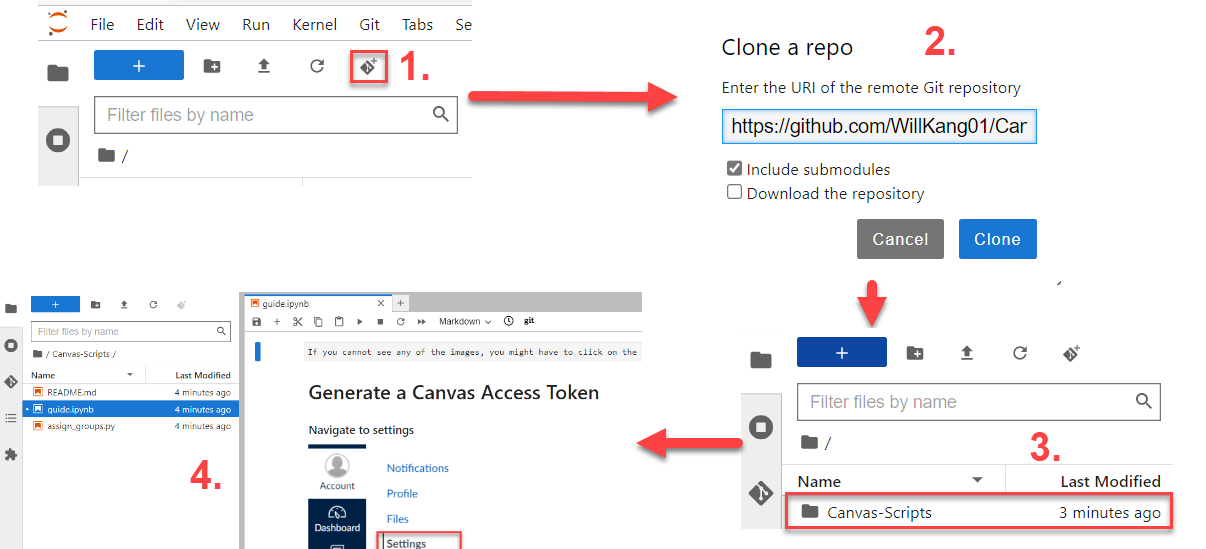 File Edit View Run Kernel Git Tabs Se
+
1.
Filter files by name
/
2.
Clone a repo
Enter the URI of the remote Git repository
https://github.com/WillKang01/Car
Include submodules
Download the repository
Cancel Clone
+
Filter files by name
/
3.
Name Last Modified
Canvas-Scripts 3 minutes ago
+
Filter files by name
/ Canvas-Scripts /
Name Last Modified
README.md 4 minutes ago
guide.ipynb 4 minutes ago
assign_groups.py 4 minutes ago
4.
guide.ipynb
Markdown git
If you cannot see any of the images, you might have to click on the
Generate a Canvas Access Token
Navigate to settings
Account
Dashboard
Notifications
Profile
Files
Settings